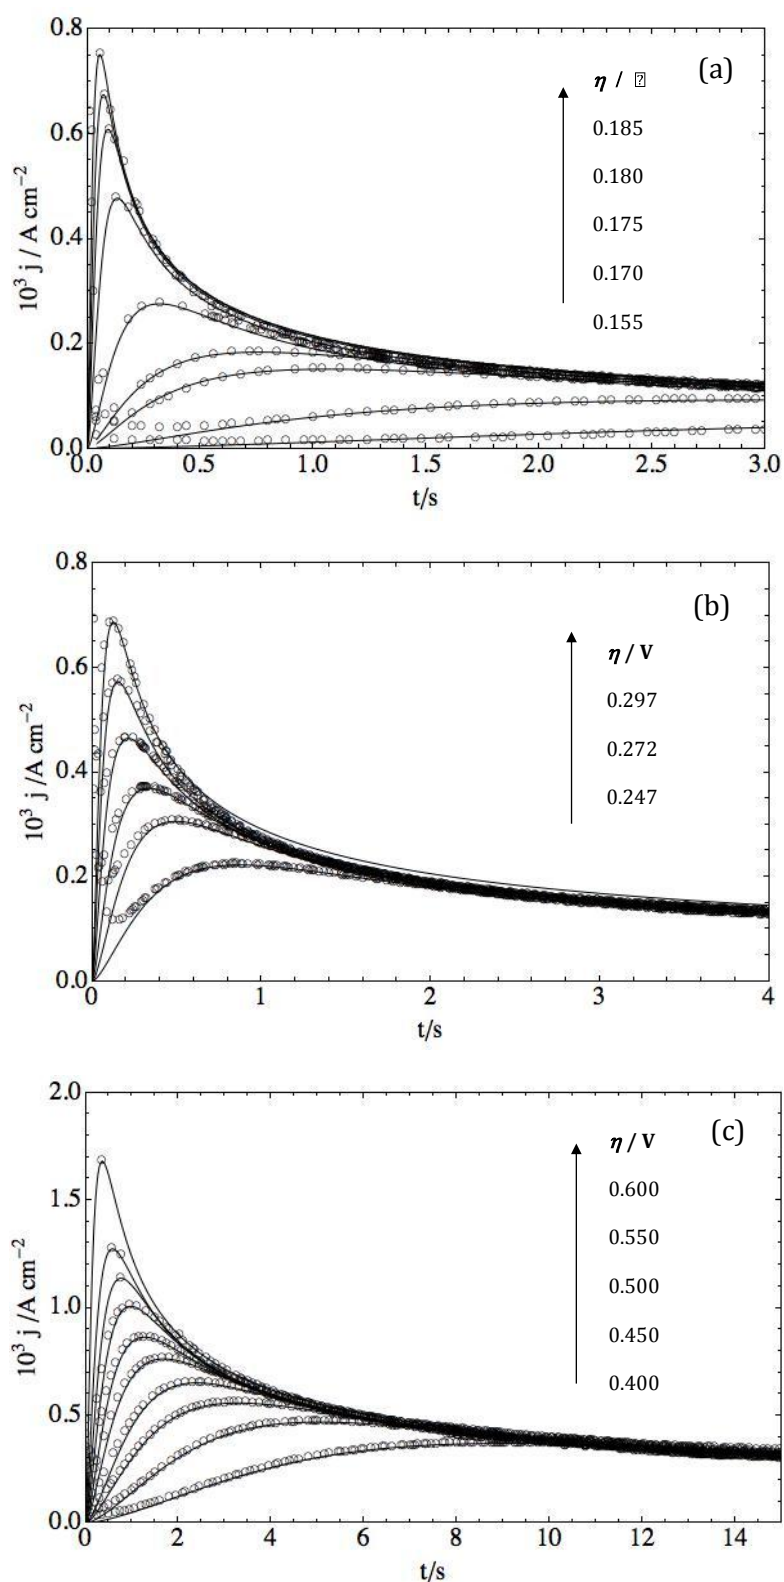 0.8
(a)
η / �
0.185
0.6
0.180
0.175
0.4
0.170
0.155
0.2
0.0
10³ j / A cm⁻²
0.0 0.5 1.0 1.5 2.0 2.5 3.0
t/s
0.8
(b)
η / V
0.6
0.297
0.272
0.4
0.247
0.2
0.0
10³ j /A cm⁻²
0 1 2 3 4
t/s
2.0
(c)
η / V
0.600
1.5
0.550
0.500
1.0
0.450
0.400
0.5
0.0
10³ j /A cm⁻²
0 2 4 6 8 10 12 14
t/s